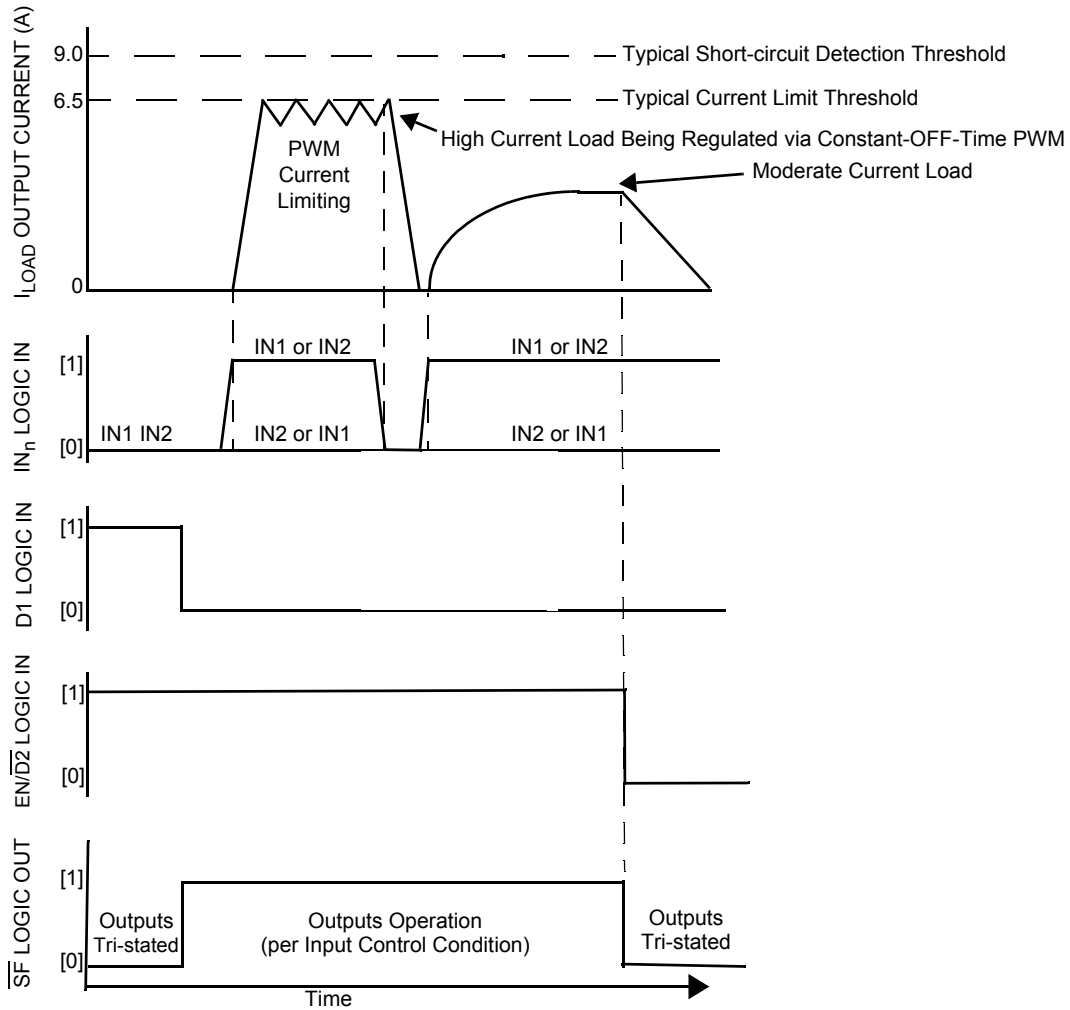 I_LOAD OUTPUT CURRENT (A)
9.0
Typical Short-circuit Detection Threshold
6.5
Typical Current Limit Threshold
High Current Load Being Regulated via Constant-OFF-Time PWM
PWM
Current
Limiting
Moderate Current Load
0
IN_n LOGIC IN
[1]
IN1 or IN2
IN1 or IN2
IN1 IN2
IN2 or IN1
IN2 or IN1
[0]
D1 LOGIC IN
[1]
[0]
EN/D2 LOGIC IN
[1]
[0]
SF LOGIC OUT
[1]
Outputs
Tri-stated
Outputs Operation
(per Input Control Condition)
Outputs
Tri-stated
[0]
Time